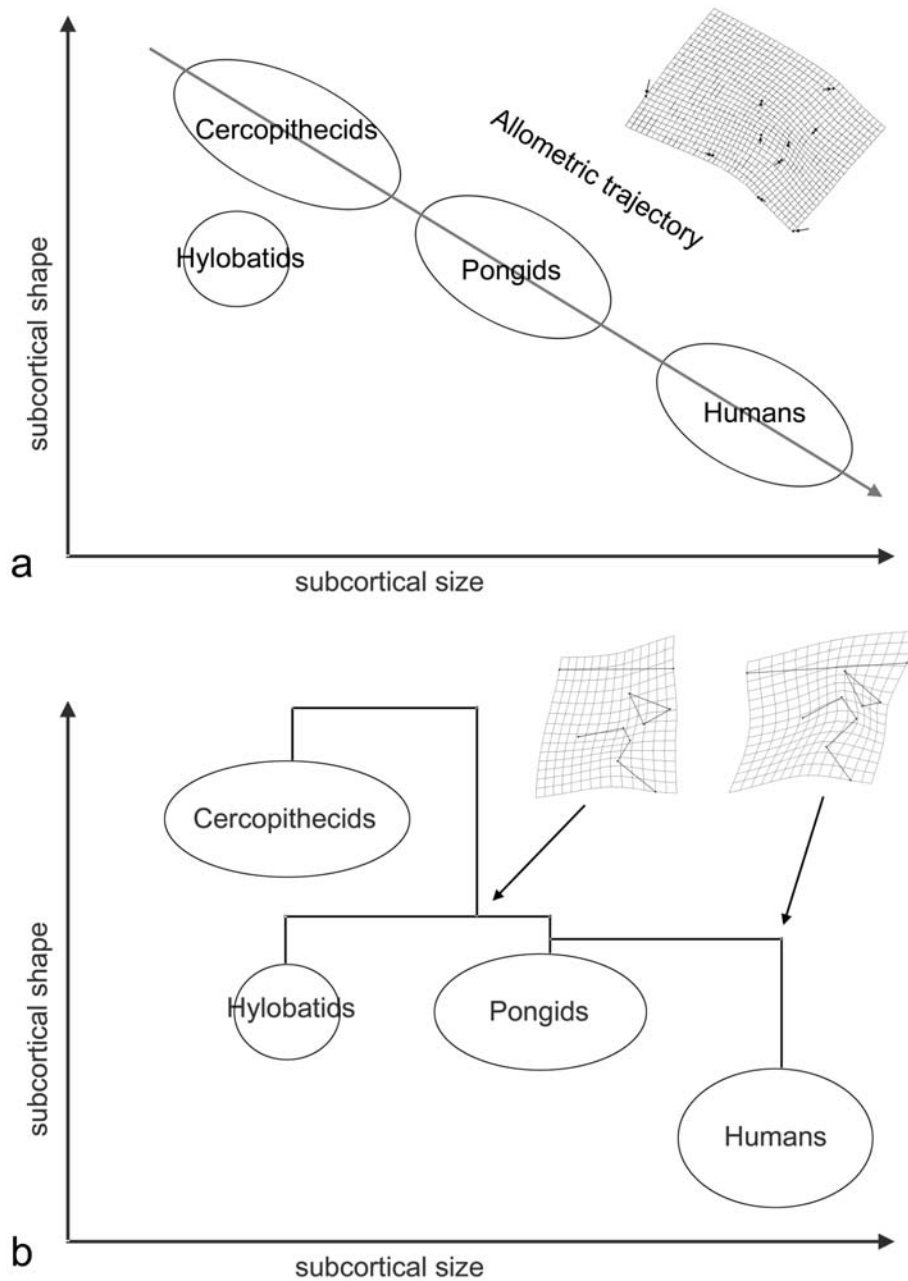 Cercopithecids
Allometric trajectory
Hylobatids
Pongids
Humans
subcortical shape
a
subcortical size
Cercopithecids
Hylobatids
Pongids
Humans
subcortical shape
b
subcortical size